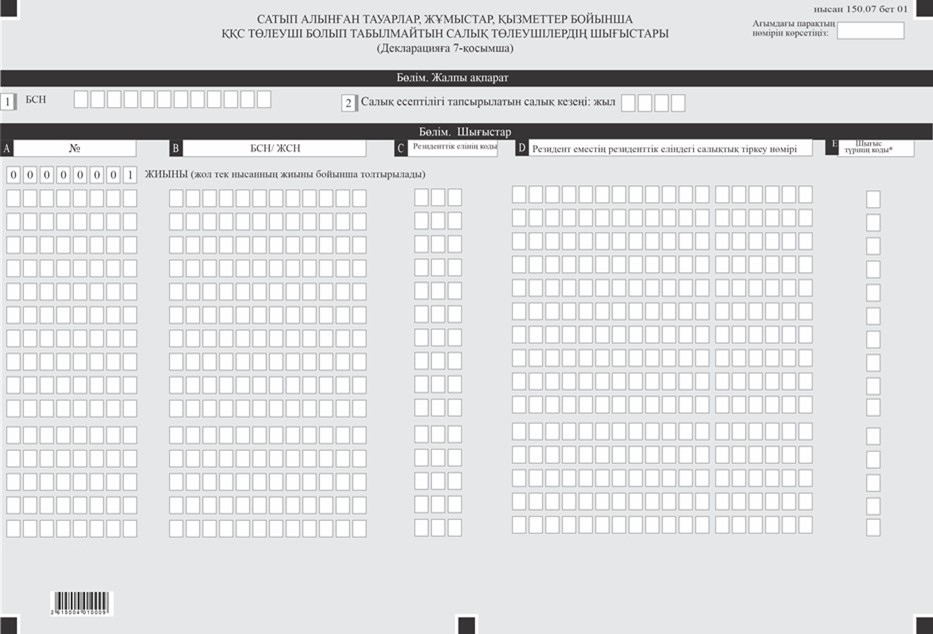 нысан 150.07 бет 01
САТЫП АЛЫНҒАН ТАУАРЛАР, ЖҰМЫСТАР, ҚЫЗМЕТТЕР БОЙЫНША
ҚҚС ТӨЛЕУШІ БОЛЫП ТАБЫЛМАЙТЫН САЛЫҚ ТӨЛЕУШІЛЕРДІҢ ШЫҒЫСТАРЫ
(Декларацияға 7-қосымша)
Ағымдағы парақтың
нөмірін көрсетіңіз:
Бөлім. Жалпы ақпарат
1 БСН
2 Салық есептілігі тапсырылатын салық кезеңі: жыл
Бөлім. Шығыстар
A №
B БСН/ ЖСН
C Резиденттік елінің коды
D Резидент еместің резиденттік еліндегі салықтық тіркеу нөмірі
E Шығыс
түрінің коды*
0 0 0 0 0 0 0 1 ЖИЫНЫ (жол тек нысанның жиыны бойынша толтырылады)